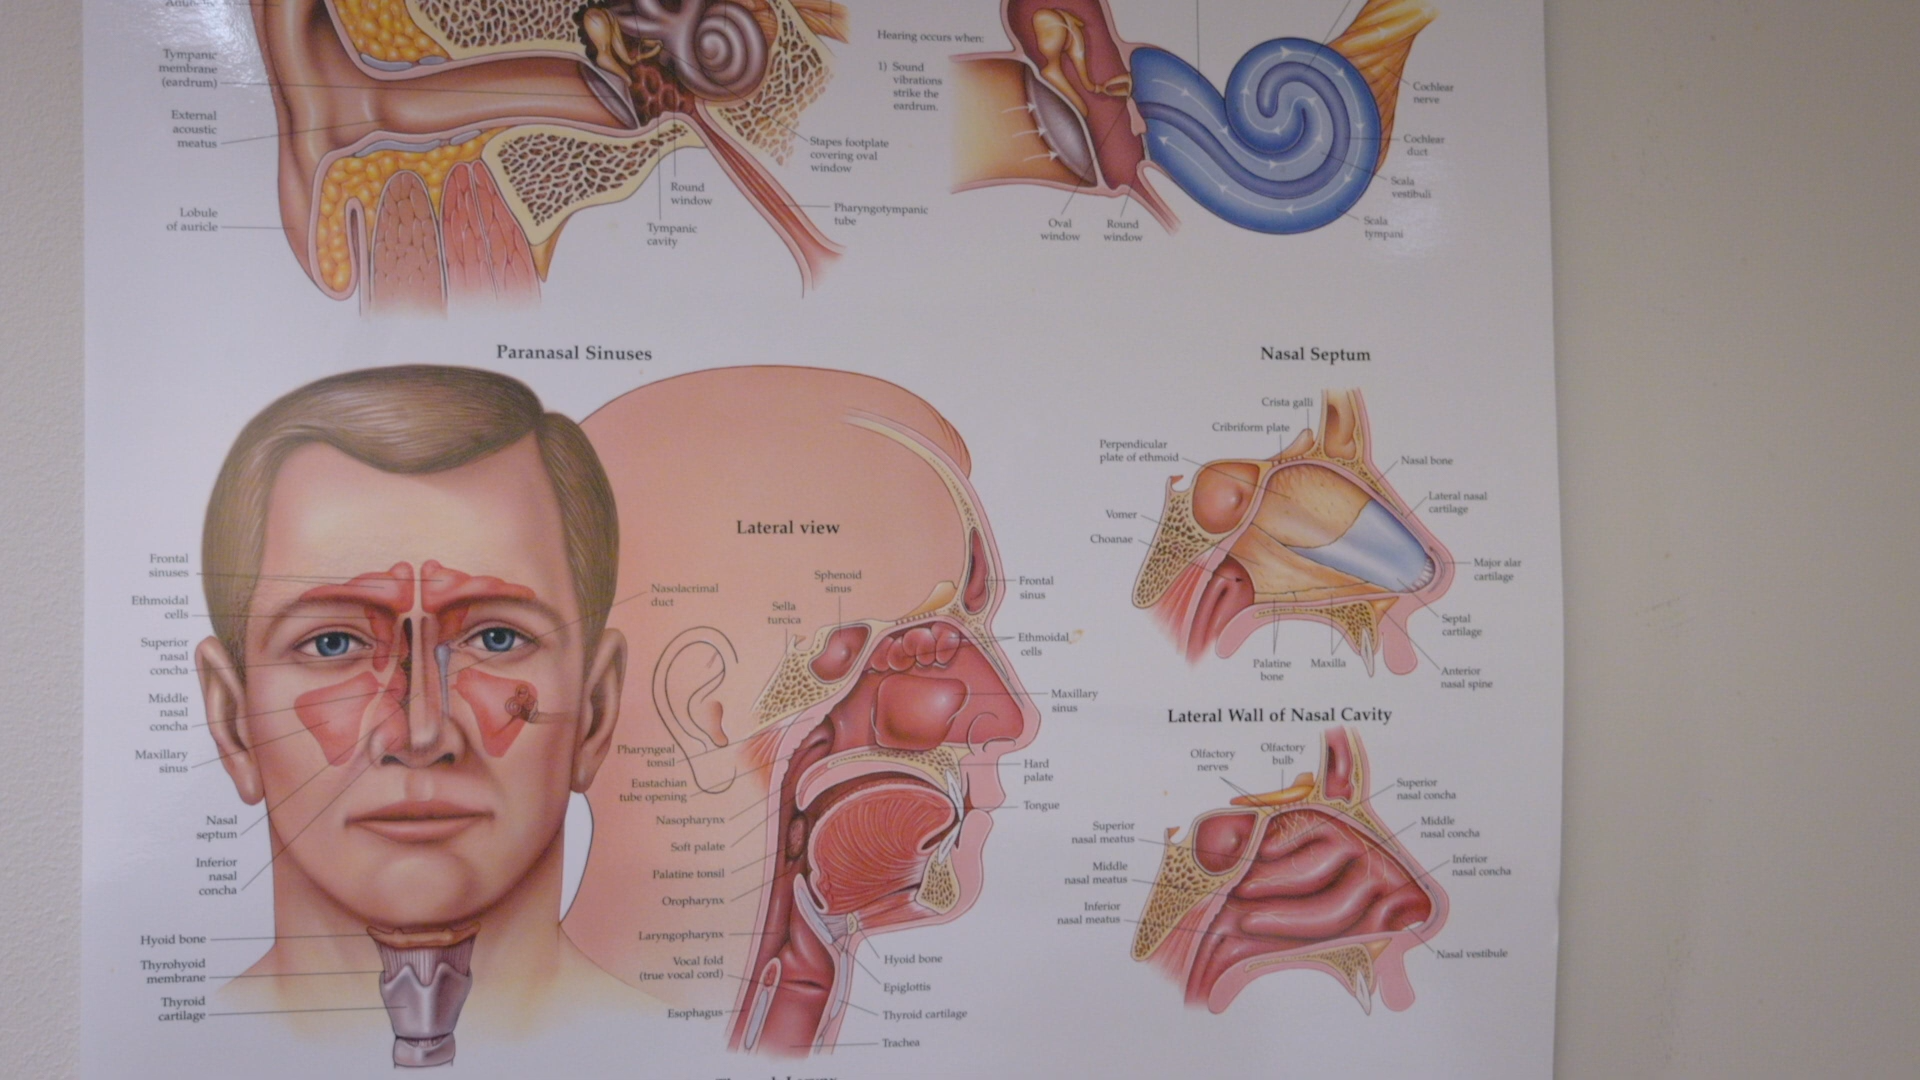 Tympanic
membrane
(eardrum)
External
acoustic
meatus
Lobule
of auricle
Round
window
Tympanic
cavity
Stapes footplate
covering oval
window
Pharyngotympanic
tube
Hearing occurs when:
1) Sound
vibrations
strike the
eardrum.
Oval
window
Round
window
Cochlear
nerve
Cochlear
duct
Scala
vestibuli
Scala
tympani
Paranasal Sinuses
Frontal
sinuses
Ethmoidal
cells
Superior
nasal
concha
Middle
nasal
concha
Maxillary
sinus
Nasal
septum
Inferior
nasal
concha
Hyoid bone
Thyrohyoid
membrane
Thyroid
cartilage
Lateral view
Nasolacrimal
duct
Sphenoid
sinus
Sella
turcica
Frontal
sinus
Ethmoidal
cells
Maxillary
sinus
Hard
palate
Tongue
Pharyngeal
tonsil
Eustachian
tube opening
Nasopharynx
Soft palate
Palatine tonsil
Oropharynx
Laryngopharynx
Vocal fold
(true vocal cord)
Esophagus
Hyoid bone
Epiglottis
Thyroid cartilage
Trachea
Nasal Septum
Crista galli
Cribriform plate
Perpendicular
plate of ethmoid
Vomer
Choanae
Nasal bone
Lateral nasal
cartilage
Major alar
cartilage
Septal
cartilage
Anterior
nasal spine
Palatine
bone
Maxilla
Lateral Wall of Nasal Cavity
Olfactory
nerves
Olfactory
bulb
Superior
nasal concha
Middle
nasal concha
Inferior
nasal concha
Superior
nasal meatus
Middle
nasal meatus
Inferior
nasal meatus
Nasal vestibule